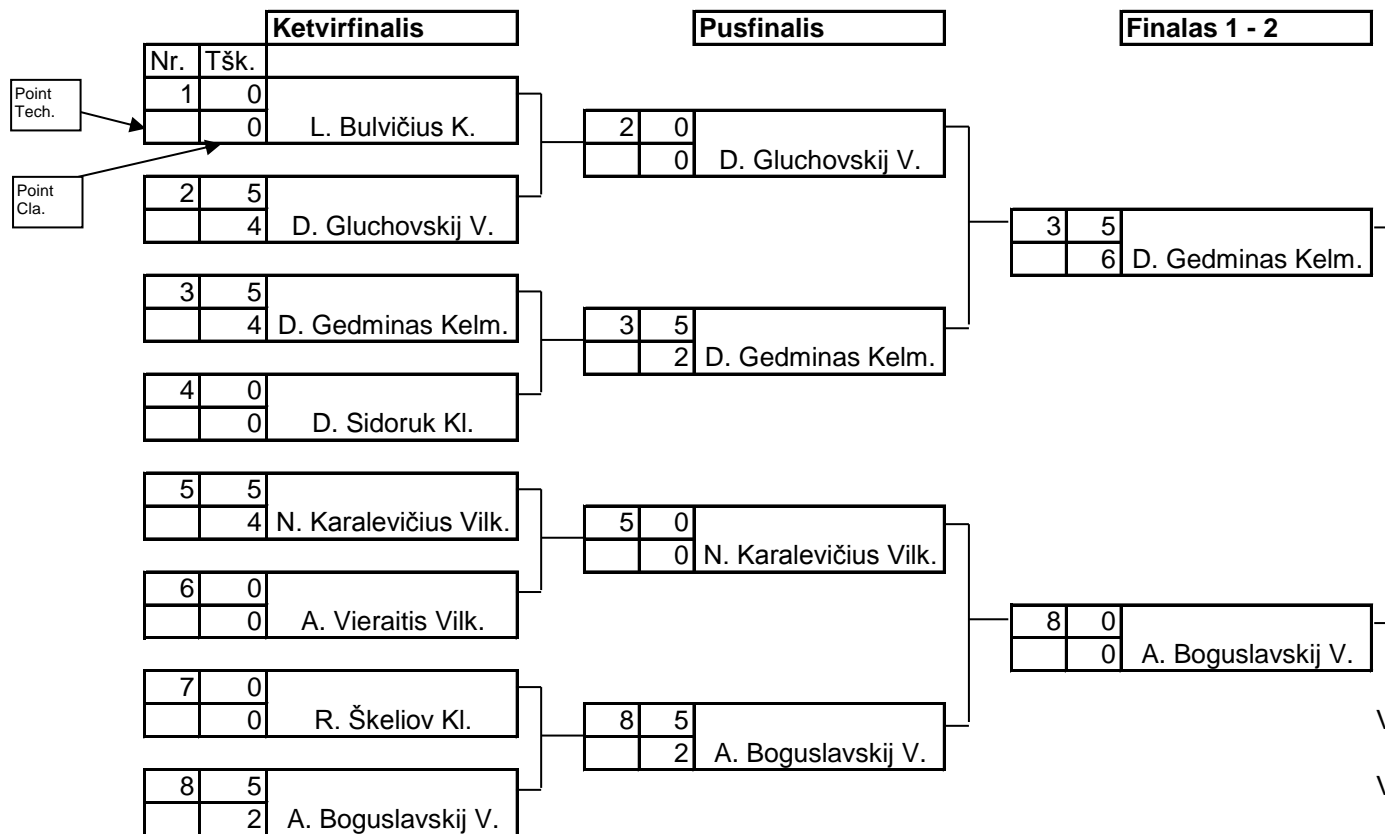 Ketvirfinalis Pusfinalis Finalas 1 - 2
Nr. Tšk.
Point
Tech.
Point
Cla.
1 0
0 L. Bulvičius K.
2 5
4 D. Gluchovskij V.
3 5
4 D. Gedminas Kelm.
4 0
0 D. Sidoruk Kl.
5 5
4 N. Karalevičius Vilk.
6 0
0 A. Vieraitis Vilk.
7 0
0 R. Škeliov Kl.
8 5
2 A. Boguslavskij V.
2 0
0 D. Gluchovskij V.
3 5
2 D. Gedminas Kelm.
5 0
0 N. Karalevičius Vilk.
8 5
2 A. Boguslavskij V.
3 5
6 D. Gedminas Kelm.
8 0
0 A. Boguslavskij V.